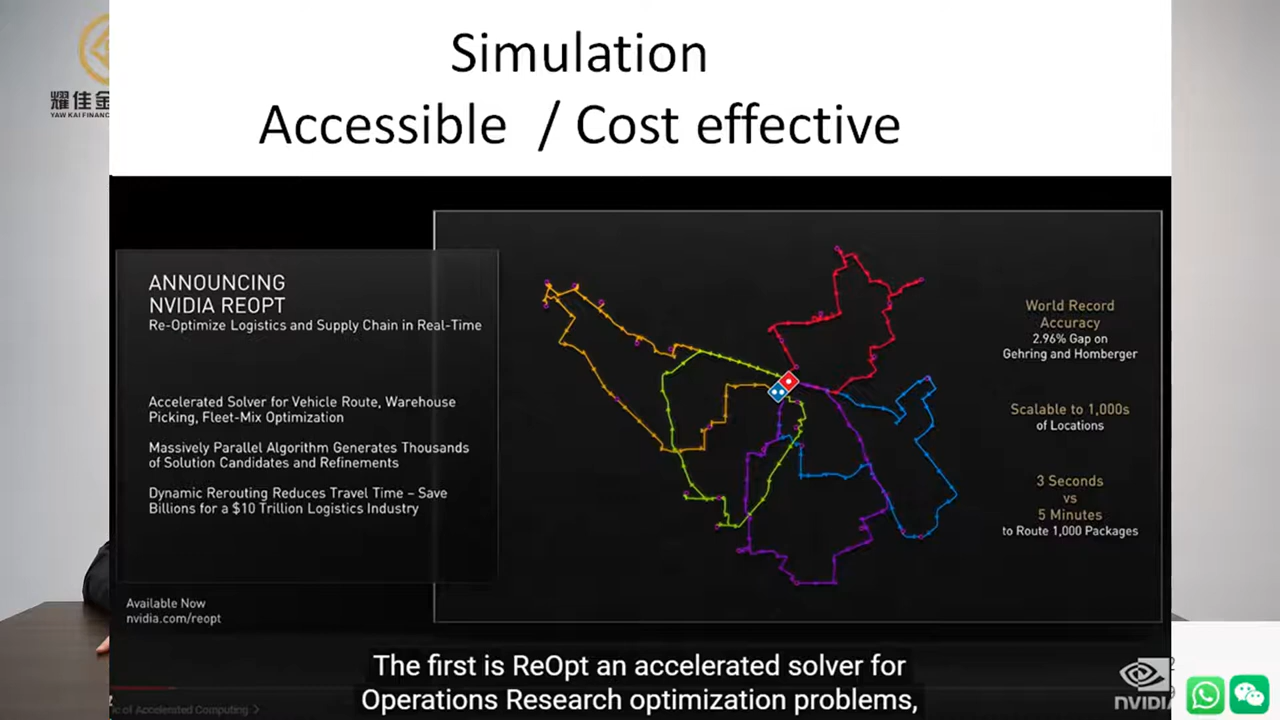 Simulation
Accessible / Cost effective
耀佳金
YAW KAI FINANC
ANNOUNCING
NVIDIA REOPT
Re-Optimize Logistics and Supply Chain in Real-Time
Accelerated Solver for Vehicle Route, Warehouse
Picking, Fleet-Mix Optimization
Massively Parallel Algorithm Generates Thousands
of Solution Candidates and Refinements
Dynamic Rerouting Reduces Travel Time – Save
Billions for a $10 Trillion Logistics Industry
Available Now
nvidia.com/reopt
World Record
Accuracy
2.96% Gap on
Gehring and Homberger
Scalable to 1,000s
of Locations
3 Seconds
vs
5 Minutes
to Route 1,000 Packages
The first is ReOpt an accelerated solver for
Operations Research optimization problems,
ic of Accelerated Computing >
NVIDIA